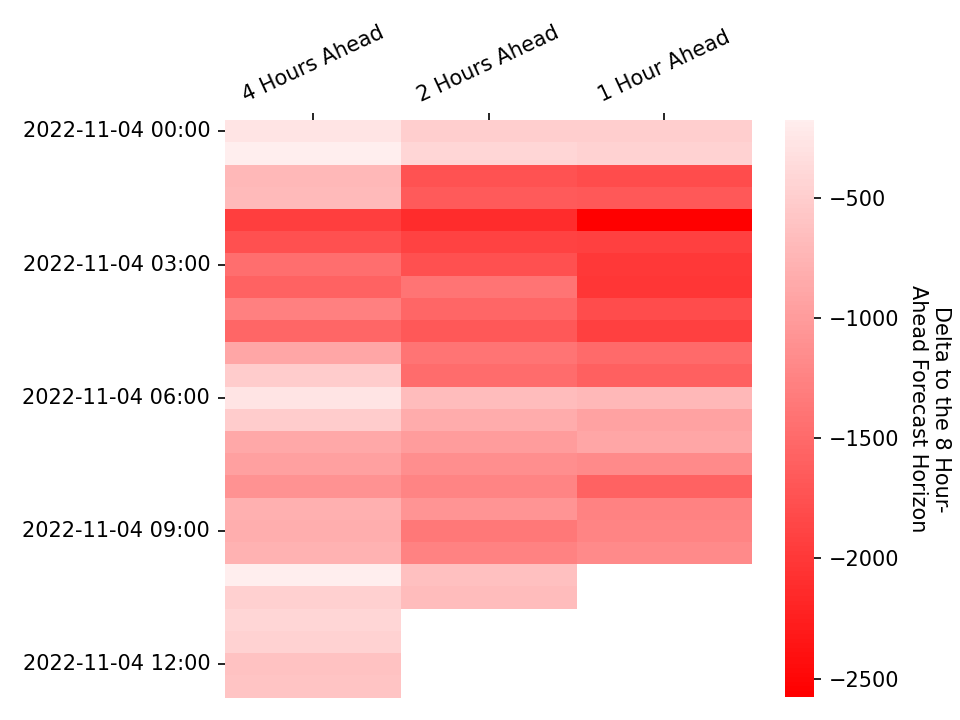 4 Hours Ahead
2 Hours Ahead
1 Hour Ahead
2022-11-04 00:00
2022-11-04 03:00
2022-11-04 06:00
2022-11-04 09:00
2022-11-04 12:00
−500
−1000
−1500
−2000
−2500
Delta to the 8 Hour-
Ahead Forecast Horizon